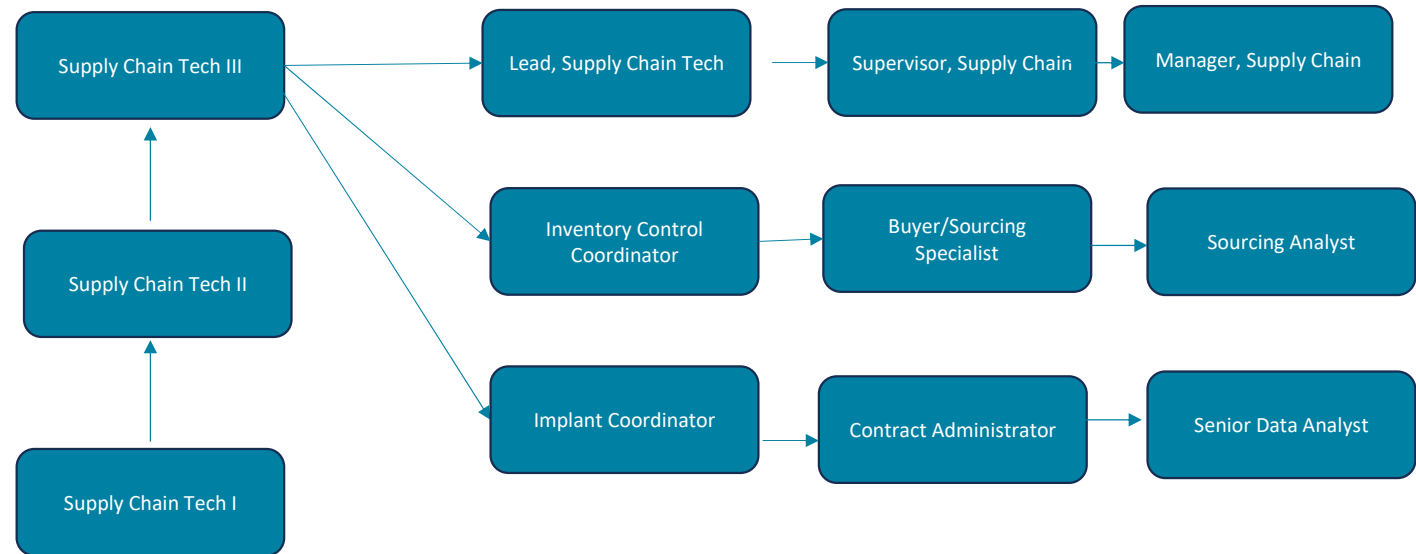 Supply Chain Tech III
Lead, Supply Chain Tech
Supervisor, Supply Chain
Manager, Supply Chain
Supply Chain Tech II
Inventory Control
Coordinator
Buyer/Sourcing
Specialist
Sourcing Analyst
Supply Chain Tech I
Implant Coordinator
Contract Administrator
Senior Data Analyst